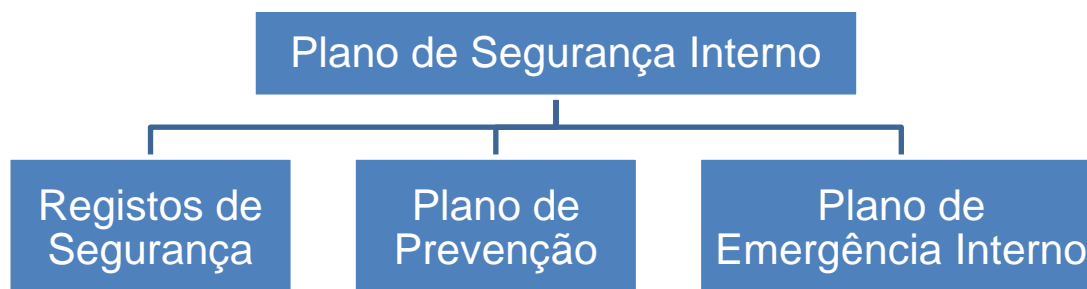 Plano de Segurança Interno
Registos de
Segurança
Plano de
Prevenção
Plano de
Emergência Interno